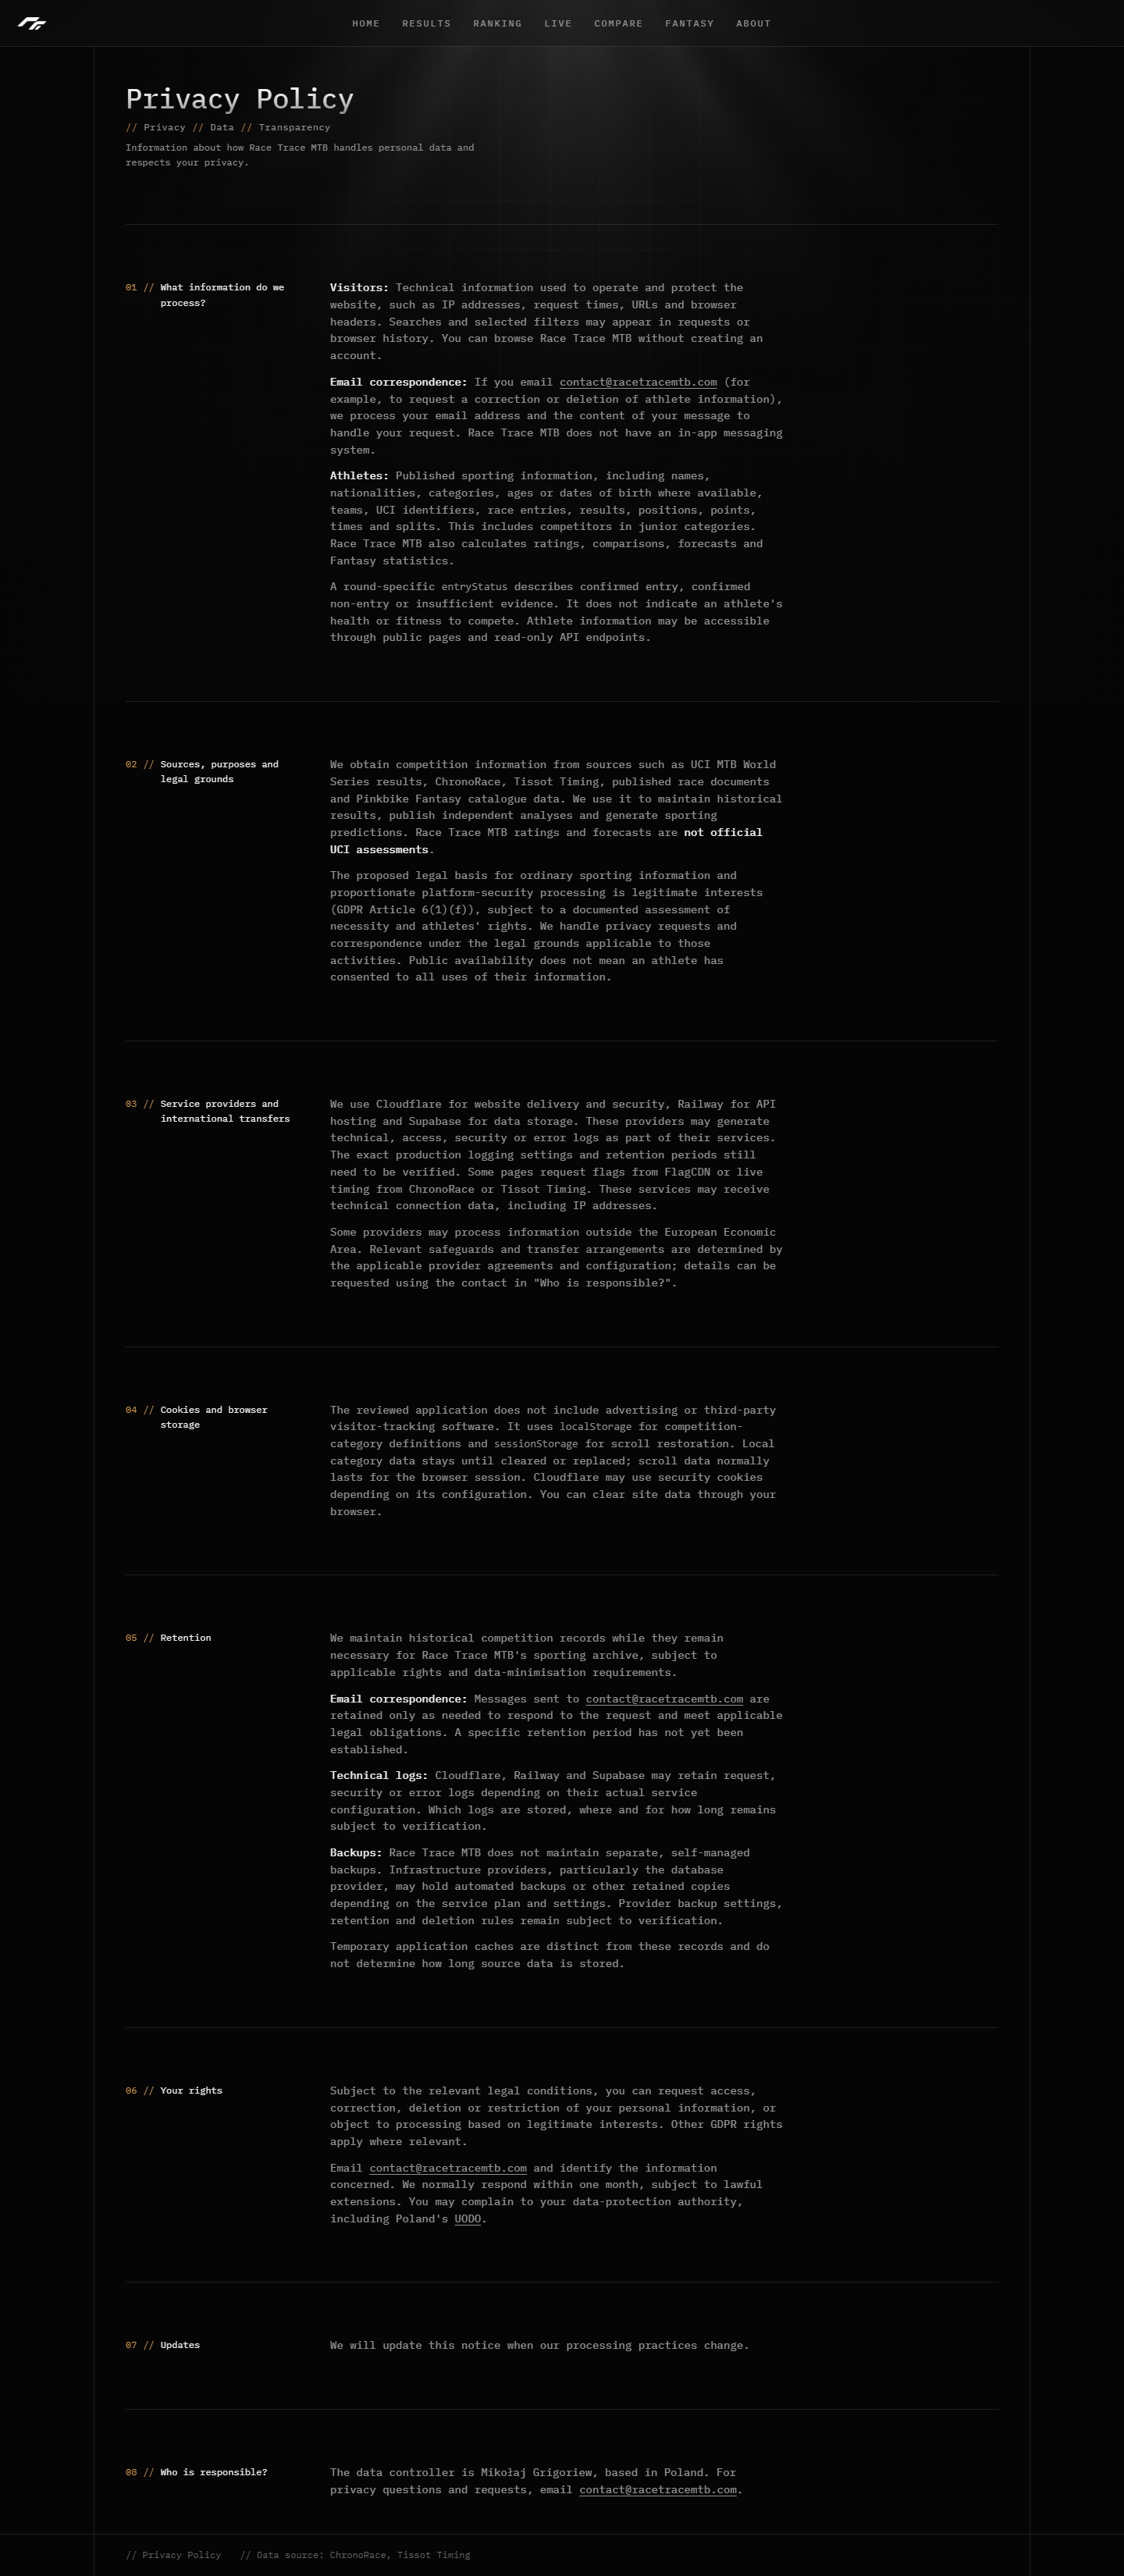 HOME RESULTS RANKING LIVE COMPARE FANTASY ABOUT
Privacy Policy
// Privacy // Data // Transparency
Information about how Race Trace MTB handles personal data and
respects your privacy.
01 // What information do we
process?
Visitors: Technical information used to operate and protect the
website, such as IP addresses, request times, URLs and browser
headers. Searches and selected filters may appear in requests or
browser history. You can browse Race Trace MTB without creating an
account.
Email correspondence: If you email contact@racetracemtb.com (for
example, to request a correction or deletion of athlete information),
we process your email address and the content of your message to
handle your request. Race Trace MTB does not have an in-app messaging
system.
Athletes: Published sporting information, including names,
nationalities, categories, ages or dates of birth where available,
teams, UCI identifiers, race entries, results, positions, points,
times and splits. This includes competitors in junior categories.
Race Trace MTB also calculates ratings, comparisons, forecasts and
Fantasy statistics.
A round-specific entryStatus describes confirmed entry, confirmed
non-entry or insufficient evidence. It does not indicate an athlete's
health or fitness to compete. Athlete information may be accessible
through public pages and read-only API endpoints.
02 // Sources, purposes and
legal grounds
We obtain competition information from sources such as UCI MTB World
Series results, ChronoRace, Tissot Timing, published race documents
and Pinkbike Fantasy catalogue data. We use it to maintain historical
results, publish independent analyses and generate sporting
predictions. Race Trace MTB ratings and forecasts are not official
UCI assessments.
The proposed legal basis for ordinary sporting information and
proportionate platform-security processing is legitimate interests
(GDPR Article 6(1)(f)), subject to a documented assessment of
necessity and athletes' rights. We handle privacy requests and
correspondence under the legal grounds applicable to those
activities. Public availability does not mean an athlete has
consented to all uses of their information.
03 // Service providers and
international transfers
We use Cloudflare for website delivery and security, Railway for API
hosting and Supabase for data storage. These providers may generate
technical, access, security or error logs as part of their services.
The exact production logging settings and retention periods still
need to be verified. Some pages request flags from FlagCDN or live
timing from ChronoRace or Tissot Timing. These services may receive
technical connection data, including IP addresses.
Some providers may process information outside the European Economic
Area. Relevant safeguards and transfer arrangements are determined by
the applicable provider agreements and configuration; details can be
requested using the contact in "Who is responsible?".
04 // Cookies and browser
storage
The reviewed application does not include advertising or third-party
visitor-tracking software. It uses localStorage for competition-
category definitions and sessionStorage for scroll restoration. Local
category data stays until cleared or replaced; scroll data normally
lasts for the browser session. Cloudflare may use security cookies
depending on its configuration. You can clear site data through your
browser.
05 // Retention
We maintain historical competition records while they remain
necessary for Race Trace MTB's sporting archive, subject to
applicable rights and data-minimisation requirements.
Email correspondence: Messages sent to contact@racetracemtb.com are
retained only as needed to respond to the request and meet applicable
legal obligations. A specific retention period has not yet been
established.
Technical logs: Cloudflare, Railway and Supabase may retain request,
security or error logs depending on their actual service
configuration. Which logs are stored, where and for how long remains
subject to verification.
Backups: Race Trace MTB does not maintain separate, self-managed
backups. Infrastructure providers, particularly the database
provider, may hold automated backups or other retained copies
depending on the service plan and settings. Provider backup settings,
retention and deletion rules remain subject to verification.
Temporary application caches are distinct from these records and do
not determine how long source data is stored.
06 // Your rights
Subject to the relevant legal conditions, you can request access,
correction, deletion or restriction of your personal information, or
object to processing based on legitimate interests. Other GDPR rights
apply where relevant.
Email contact@racetracemtb.com and identify the information
concerned. We normally respond within one month, subject to lawful
extensions. You may complain to your data-protection authority,
including Poland's UODO.
07 // Updates
We will update this notice when our processing practices change.
08 // Who is responsible?
The data controller is Mikołaj Grigoriew, based in Poland. For
privacy questions and requests, email contact@racetracemtb.com.
// Privacy Policy // Data source: ChronoRace, Tissot Timing